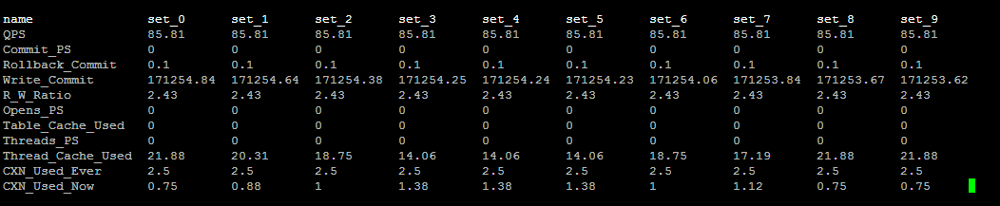 name set_0 set_1 set_2 set_3 set_4 set_5 set_6 set_7 set_8 set_9
QPS 85.81 85.81 85.81 85.81 85.81 85.81 85.81 85.81 85.81 85.81
Commit_PS 0 0 0 0 0 0 0 0 0 0
Rollback_Commit 0.1 0.1 0.1 0.1 0.1 0.1 0.1 0.1 0.1 0.1
Write_Commit 171254.84 171254.64 171254.38 171254.25 171254.24 171254.23 171254.06 171253.84 171253.67 171253.62
R_W_Ratio 2.43 2.43 2.43 2.43 2.43 2.43 2.43 2.43 2.43 2.43
Opens_PS 0 0 0 0 0 0 0 0 0 0
Table_Cache_Used 0 0 0 0 0 0 0 0 0 0
Threads_PS 0 0 0 0 0 0 0 0 0 0
Thread_Cache_Used 21.88 20.31 18.75 14.06 14.06 14.06 18.75 17.19 21.88 21.88
CXN_Used_Ever 2.5 2.5 2.5 2.5 2.5 2.5 2.5 2.5 2.5 2.5
CXN_Used_Now 0.75 0.88 1 1.38 1.38 1.38 1 1.12 0.75 0.75